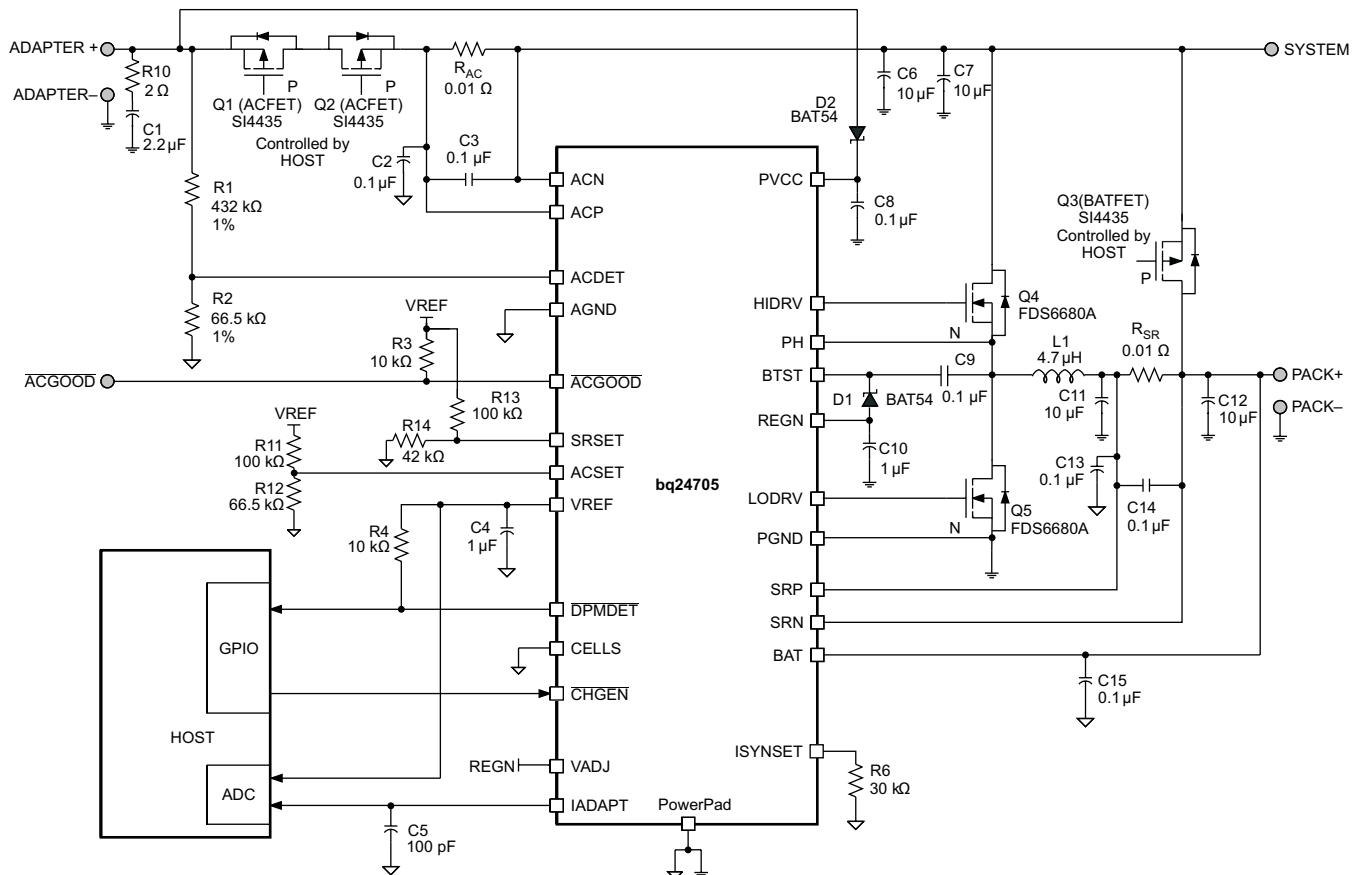 ADAPTER +
R10
2 Ω
ADAPTER–
C1
2.2 µF
P
Q1 (ACFET)
SI4435
P
Q2 (ACFET)
SI4435
Controlled by
HOST
RAC
0.01 Ω
C6
10 µF
C7
10 µF
SYSTEM
D2
BAT54
C2
0.1 µF
C3
0.1 µF
R1
432 kΩ
1%
ACN
ACP
PVCC
C8
0.1 µF
Q3(BATFET)
SI4435
Controlled by
HOST
P
R2
66.5 kΩ
1%
ACDET
AGND
VREF
R3
10 kΩ
HIDRV
N
Q4
FDS6680A
PH
ACGOOD
ACGOOD
BTST
C9
0.1 µF
L1
4.7 µH
RSR
0.01 Ω
PACK+
C11
10 µF
C12
10 µF
PACK–
D1
BAT54
REGN
C10
1 µF
R13
100 kΩ
VREF
R14
42 kΩ
SRSET
R11
100 kΩ
ACSET
R12
66.5 kΩ
bq24705
VREF
LODRV
N
Q5
FDS6680A
C13
0.1 µF
C14
0.1 µF
R4
10 kΩ
C4
1 µF
PGND
SRP
SRN
BAT
C15
0.1 µF
DPMDET
GPIO
CELLS
CHGEN
HOST
ADC
REGN
VADJ
IADAPT
C5
100 pF
ISYNSET
R6
30 kΩ
PowerPad